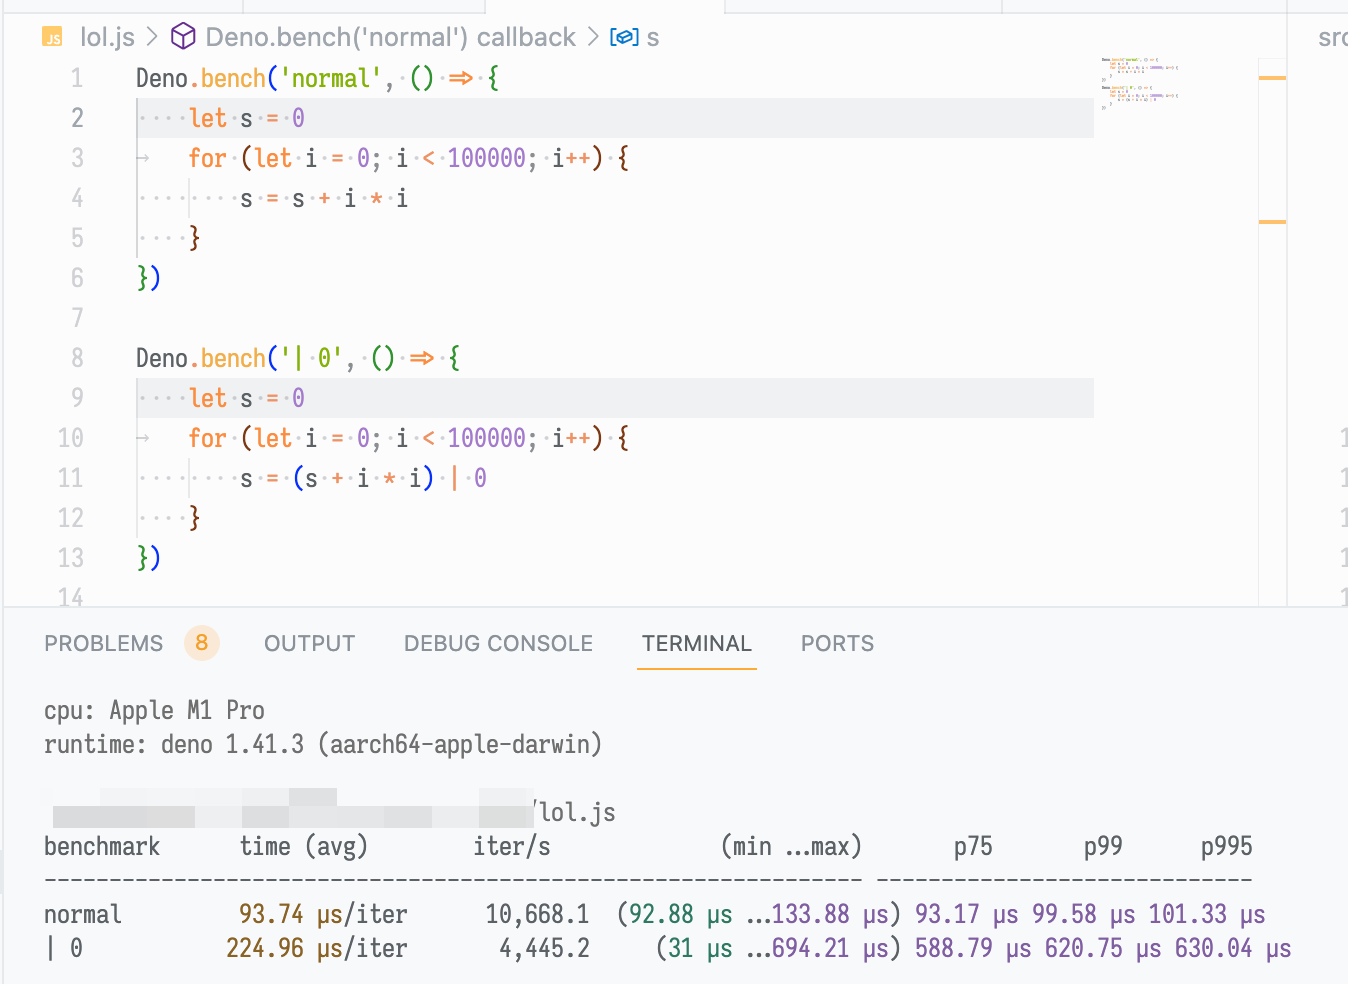 JS lol.js > Deno.bench('normal') callback > s
src
1 Deno.bench('normal', () => {
2 let s = 0
3 for (let i = 0; i < 100000; i++) {
4 s = s + i * i
5 }
6 })
7
8 Deno.bench('| 0', () => {
9 let s = 0
10 for (let i = 0; i < 100000; i++) {
11 s = (s + i * i) | 0
12 }
13 })
14
PROBLEMS 8 OUTPUT DEBUG CONSOLE TERMINAL PORTS
cpu: Apple M1 Pro
runtime: deno 1.41.3 (aarch64-apple-darwin)
/lol.js
benchmark time (avg) iter/s (min … max) p75 p99 p995
--------------------------------------------------------------- -----------------------------
normal 93.74 µs/iter 10,668.1 (92.88 µs … 133.88 µs) 93.17 µs 99.58 µs 101.33 µs
| 0 224.96 µs/iter 4,445.2 (31 µs … 694.21 µs) 588.79 µs 620.75 µs 630.04 µs